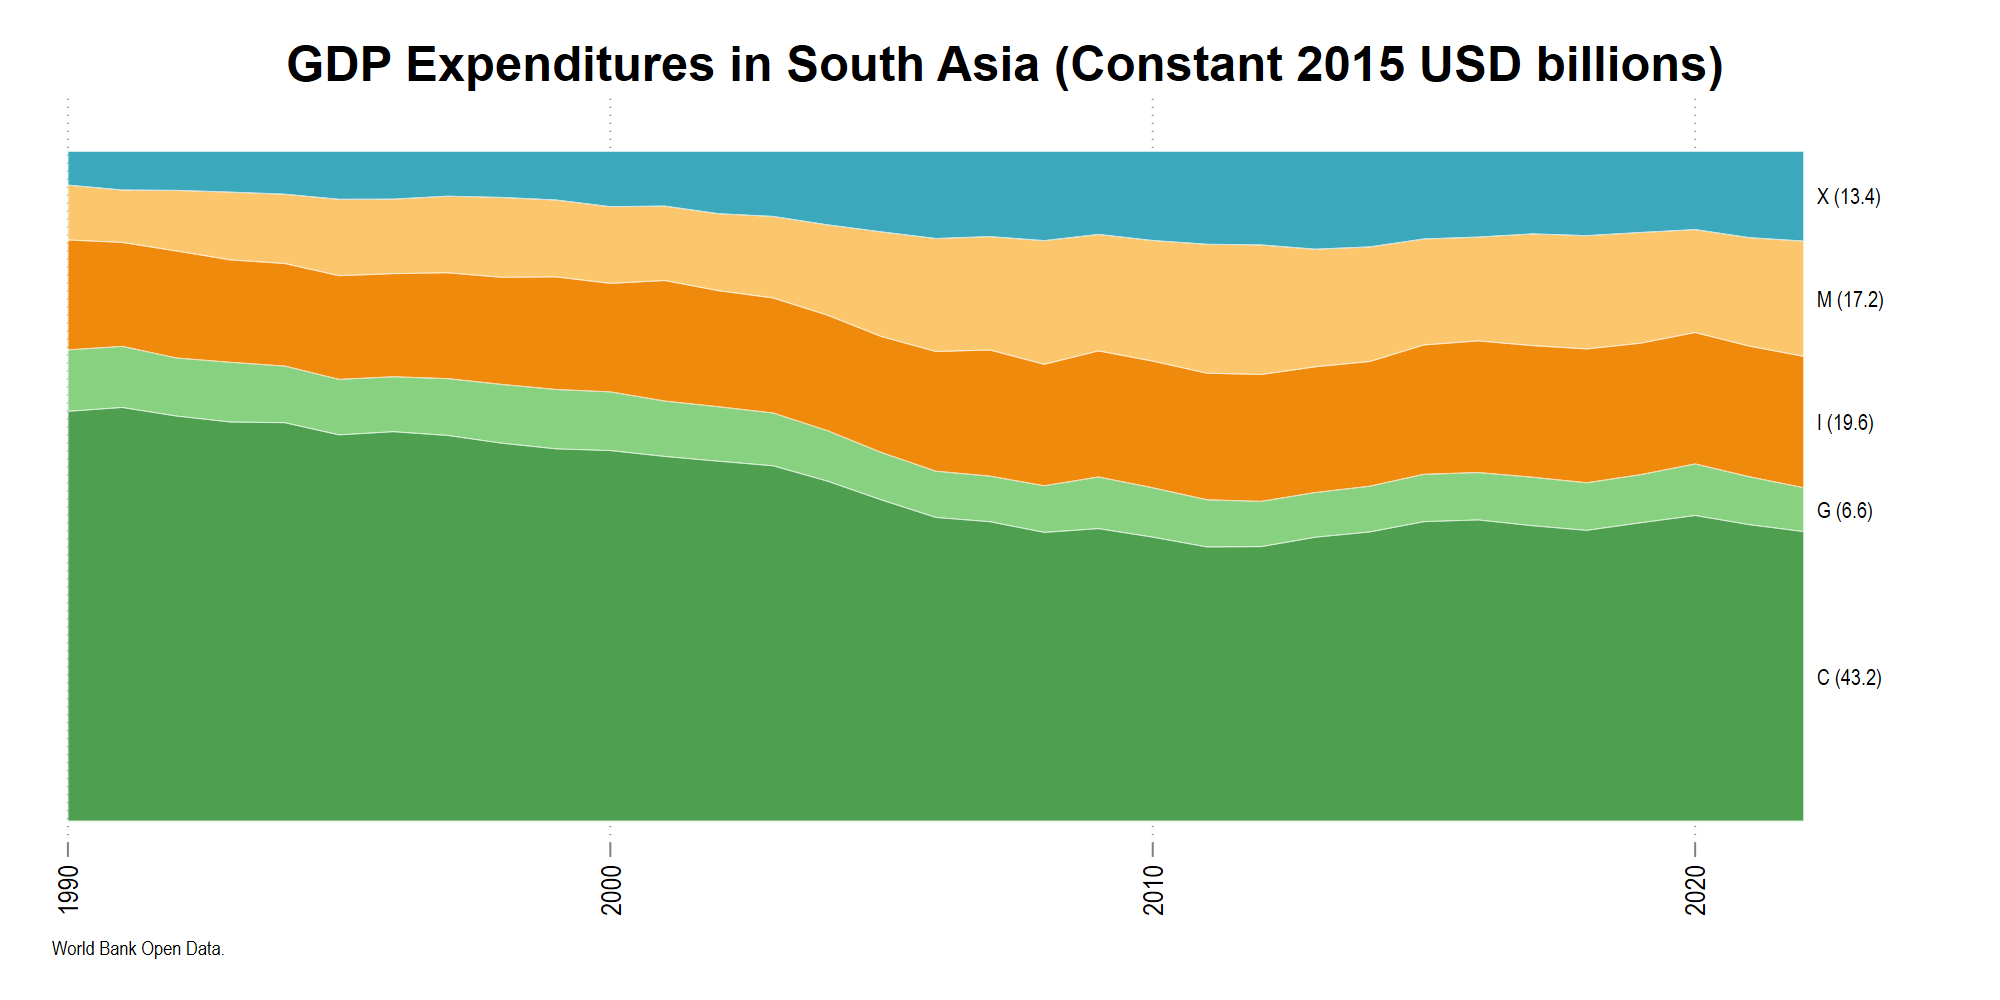 GDP Expenditures in South Asia (Constant 2015 USD billions)
X (13.4)
M (17.2)
I (19.6)
G (6.6)
C (43.2)
1990
2000
2010
2020
World Bank Open Data.